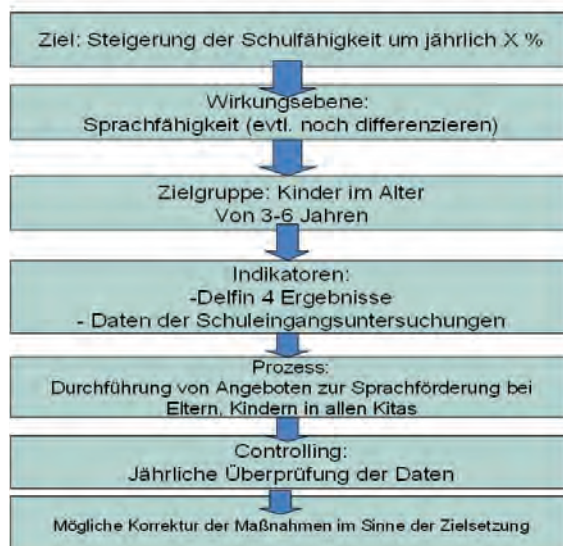 Ziel: Steigerung der Schulfähigkeit um jährlich X %
Wirkungsebene:
Sprachfähigkeit (evtl. noch differenzieren)
Zielgruppe: Kinder im Alter
Von 3-6 Jahren
Indikatoren:
-Delfin 4 Ergebnisse
- Daten der Schuleingangsuntersuchungen
Prozess:
Durchführung von Angeboten zur Sprachförderung bei
Eltern, Kindern in allen Kitas
Controlling:
Jährliche Überprüfung der Daten
Mögliche Korrektur der Maßnahmen im Sinne der Zielsetzung